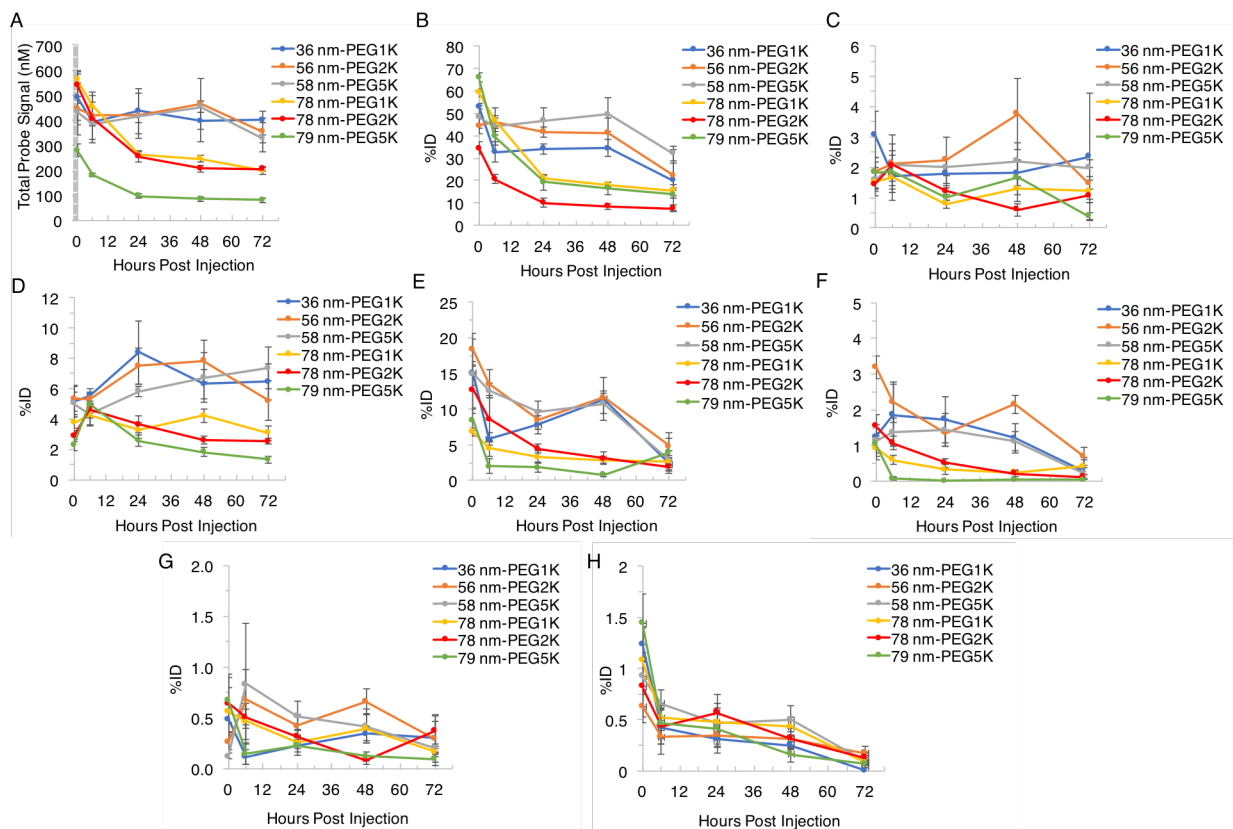 A
Total Probe Signal (nM)
700
600
500
400
300
200
100
0
0 12 24 36 48 60 72
Hours Post Injection
36 nm-PEG1K
56 nm-PEG2K
58 nm-PEG5K
78 nm-PEG1K
78 nm-PEG2K
79 nm-PEG5K
B
%ID
80
70
60
50
40
30
20
10
0
0 12 24 36 48 60 72
Hours Post Injection
36 nm-PEG1K
56 nm-PEG2K
58 nm-PEG5K
78 nm-PEG1K
78 nm-PEG2K
79 nm-PEG5K
C
%ID
6
5
4
3
2
1
0
0 12 24 36 48 60 72
Hours Post Injection
36 nm-PEG1K
56 nm-PEG2K
58 nm-PEG5K
78 nm-PEG1K
78 nm-PEG2K
79 nm-PEG5K
D
%ID
12
10
8
6
4
2
0
0 12 24 36 48 60 72
Hours Post Injection
36 nm-PEG1K
56 nm-PEG2K
58 nm-PEG5K
78 nm-PEG1K
78 nm-PEG2K
79 nm-PEG5K
E
%ID
25
20
15
10
5
0
0 12 24 36 48 60 72
Hours Post Injection
36 nm-PEG1K
56 nm-PEG2K
58 nm-PEG5K
78 nm-PEG1K
78 nm-PEG2K
79 nm-PEG5K
F
%ID
5
4
3
2
1
0
0 12 24 36 48 60 72
Hours Post Injection
36 nm-PEG1K
56 nm-PEG2K
58 nm-PEG5K
78 nm-PEG1K
78 nm-PEG2K
79 nm-PEG5K
G
%ID
2.0
1.5
1.0
0.5
0.0
0 12 24 36 48 60 72
Hours Post Injection
36 nm-PEG1K
56 nm-PEG2K
58 nm-PEG5K
78 nm-PEG1K
78 nm-PEG2K
79 nm-PEG5K
H
%ID
2
1.5
1
0.5
0
0 12 24 36 48 60 72
Hours Post Injection
36 nm-PEG1K
56 nm-PEG2K
58 nm-PEG5K
78 nm-PEG1K
78 nm-PEG2K
79 nm-PEG5K